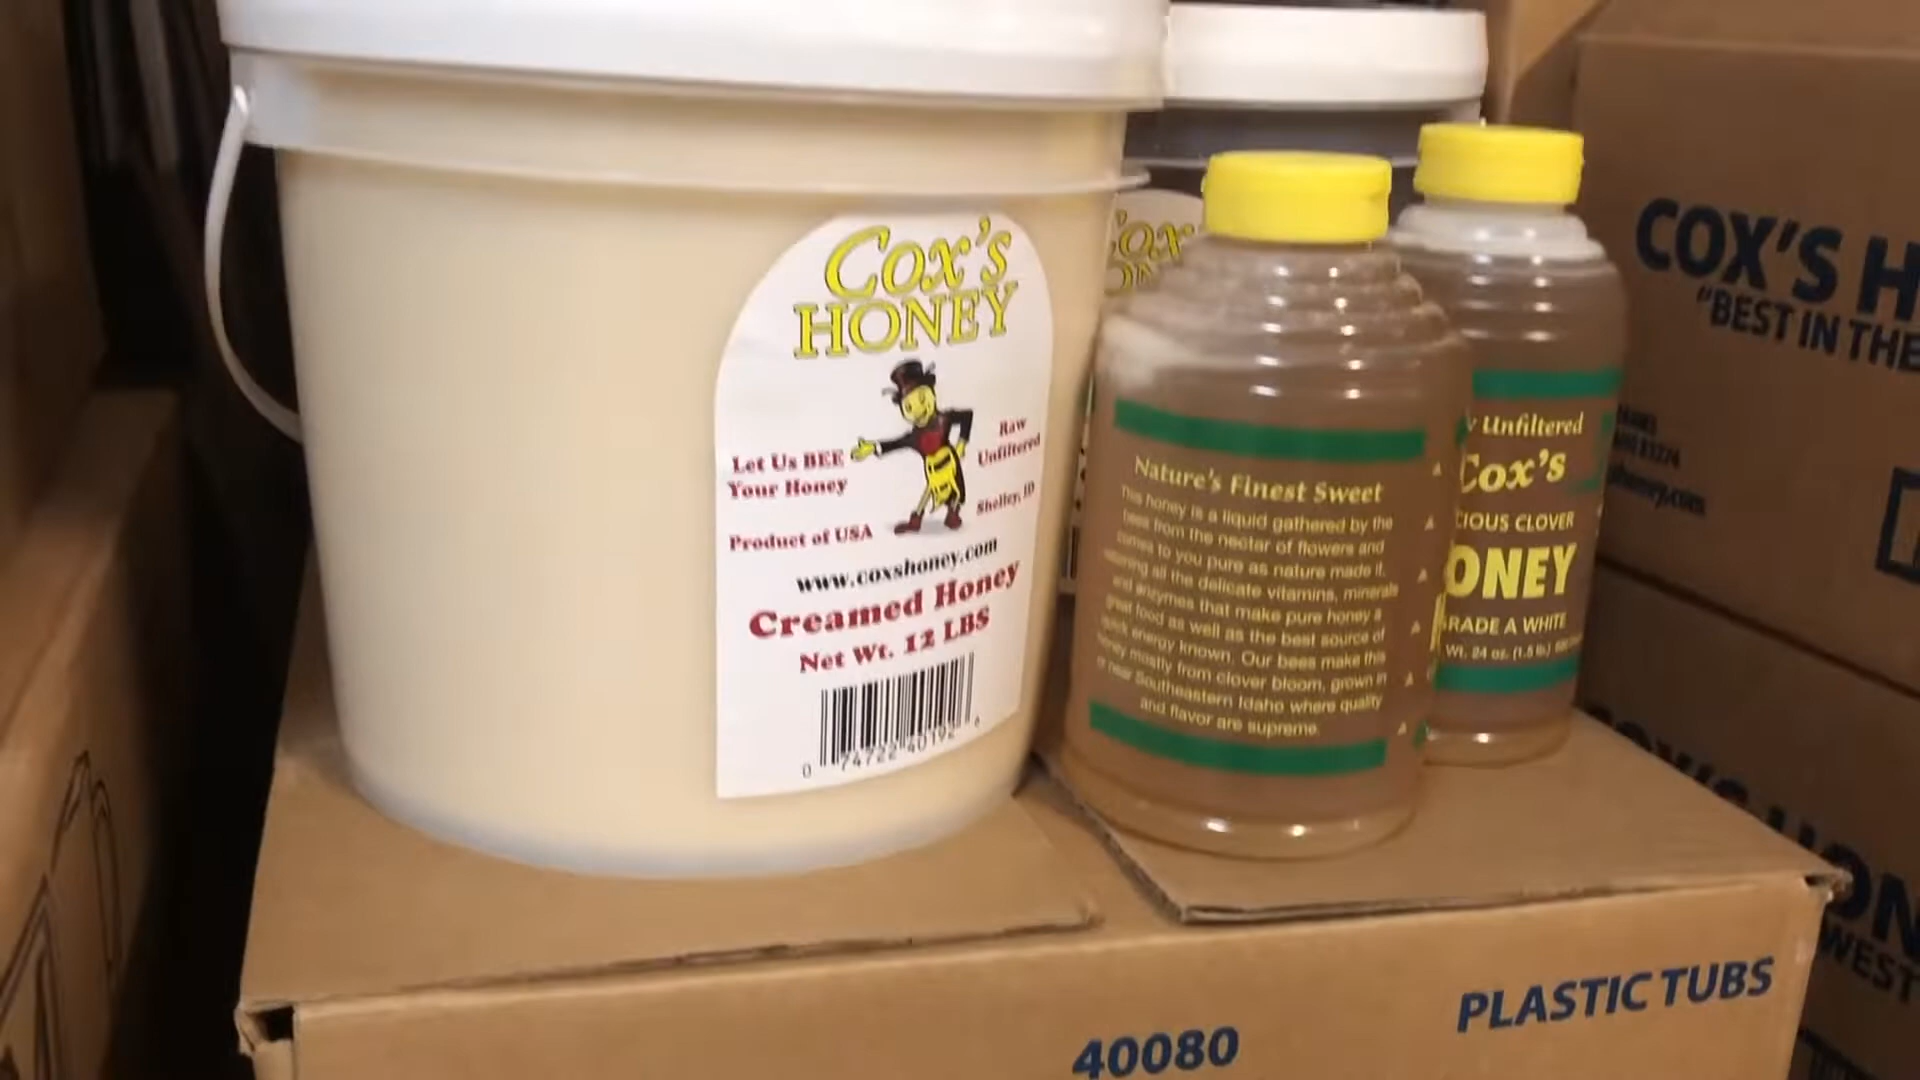 Cox's
HONEY
Let Us BEE
Your Honey
Raw
Unfiltered
Shelley, ID
Product of USA
www.coxshoney.com
Creamed Honey
Net Wt. 12 LBS
0 74722 40192 6
Cox
Nature's Finest Sweet
This honey is a liquid gathered by the
bees from the nectar of flowers and
comes to you pure as nature made it,
all the delicate vitamins, minerals
and enzymes that make pure honey a
great food as well as the best source of
quick energy known. Our bees make this
honey mostly from clover bloom, grown in
Southeastern Idaho where quality
and flavor are supreme.
Unfiltered
Cox's
CIOUS CLOVER
ONEY
RADE A WHITE
Wt. 24 oz. (1.5 lb.)
COX'S H
"BEST IN THE
WEST
PLASTIC TUBS
40080